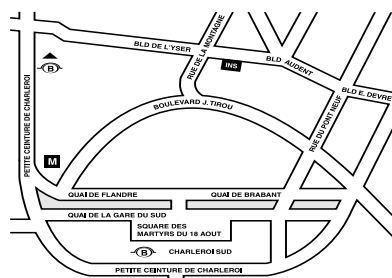 BLD DE L'YSER
RUE DE LA MONTAGNE
B
INS
BLD AUDENT
BLD E. DEVRE
PETITE CEINTURE DE CHARLEROI
BOULEVARD J. TIROU
RUE DU PONT NEUF
M
QUAI DE FLANDRE
QUAI DE BRABANT
QUAI DE LA GARE DU SUD
SQUARE DES
MARTYRS DU 18 AOUT
B
CHARLEROI SUD
PETITE CEINTURE DE CHARLEROI